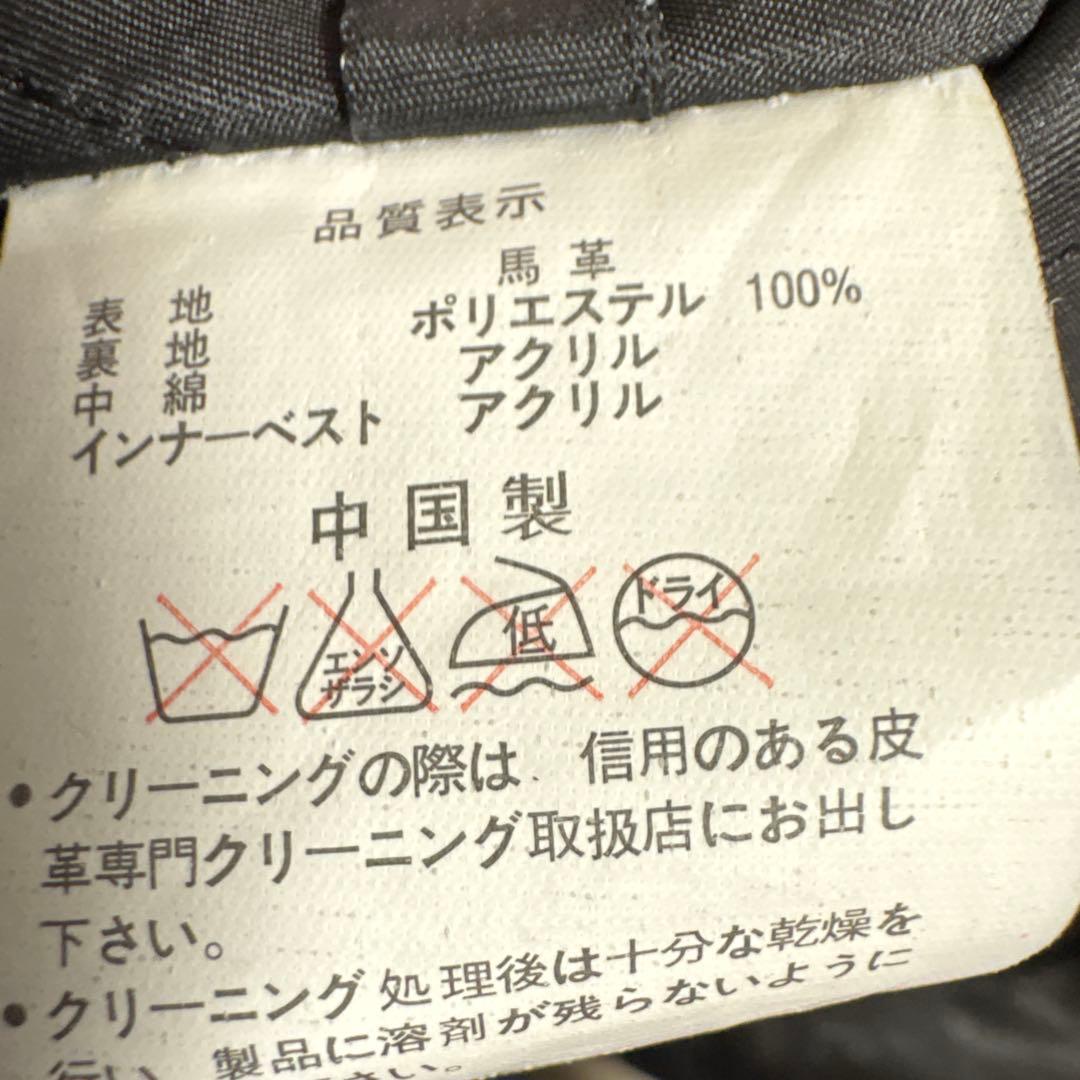 品質表示
表 地 馬革
裏 地 ポリエステル 100%
中 綿 アクリル
インナーベスト アクリル
中国製
エンソ
ザラシ
低
ドライ
・クリーニングの際は、信用のある皮
革専門クリーニング取扱店にお出し
下さい。
・クリーニング処理後は十分な乾燥を
行い、製品に溶剤が残らないように
さい。